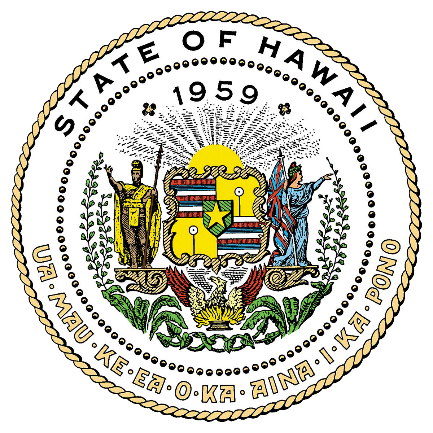 STATE OF HAWAII
1959
UA·MAU·KE·EA·O·KA·AINA·I·KA·PONO